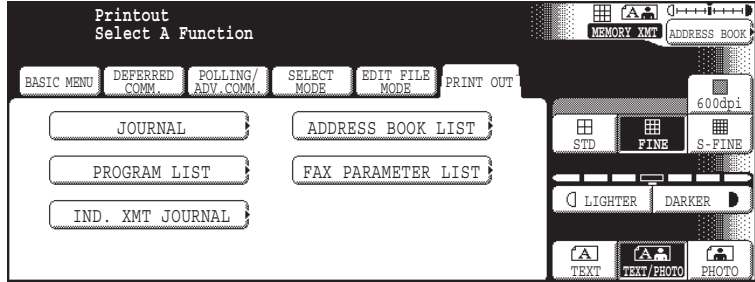 Printout
Select A Function
MEMORY XMT
ADDRESS BOOK
BASIC MENU
DEFERRED
COMM.
POLLING/
ADV.COMM.
SELECT
MODE
EDIT FILE
MODE
PRINT OUT
600dpi
JOURNAL
ADDRESS BOOK LIST
STD
FINE
S-FINE
PROGRAM LIST
FAX PARAMETER LIST
LIGHTER
DARKER
IND. XMT JOURNAL
TEXT
TEXT/PHOTO
PHOTO